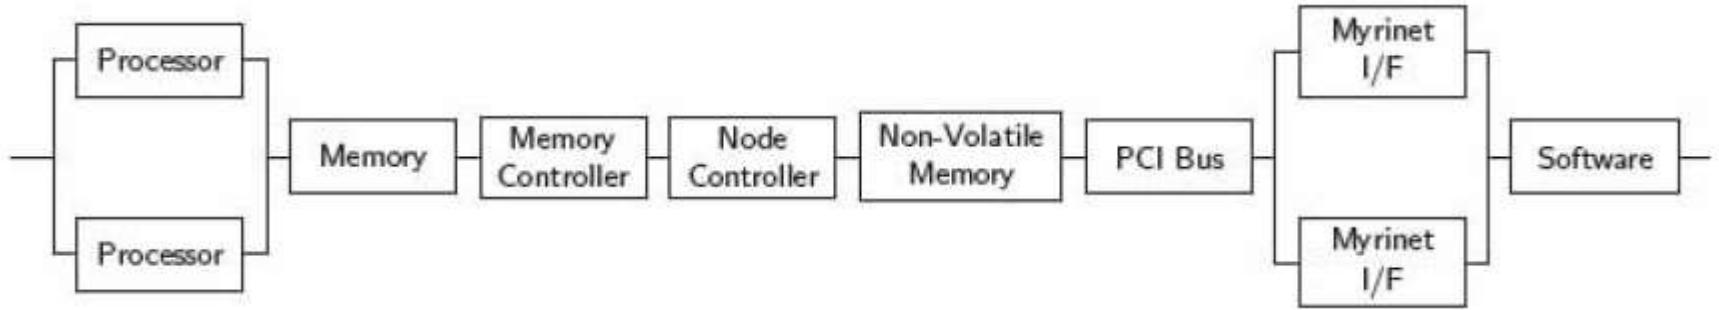 Processor
Processor
Memory
Memory
Controller
Node
Controller
Non-Volatile
Memory
PCI Bus
Myrinet
I/F
Myrinet
I/F
Software